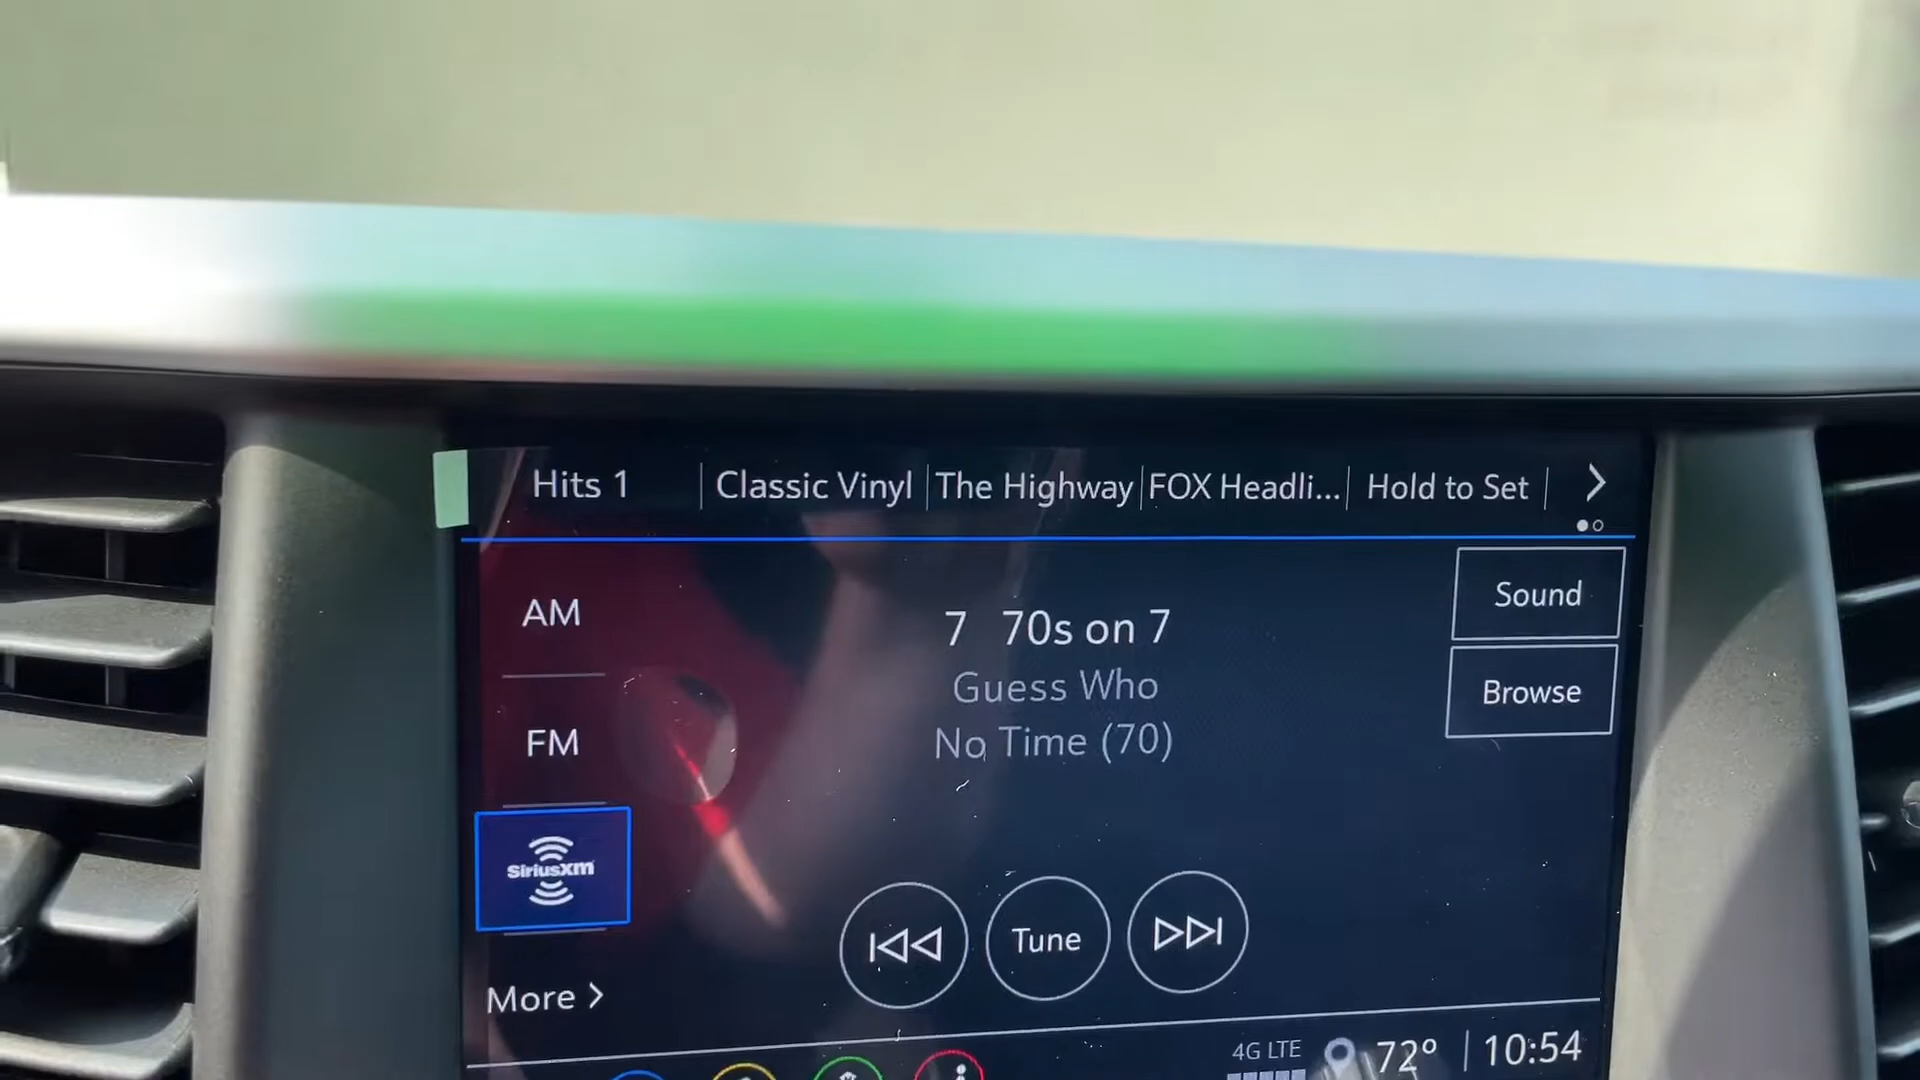 Hits 1
Classic Vinyl
The Highway
FOX Headli...
Hold to Set
AM
FM
SiriusXM
More
7 70s on 7
Guess Who
No Time (70)
Tune
Sound
Browse
4G LTE
72°
10:54